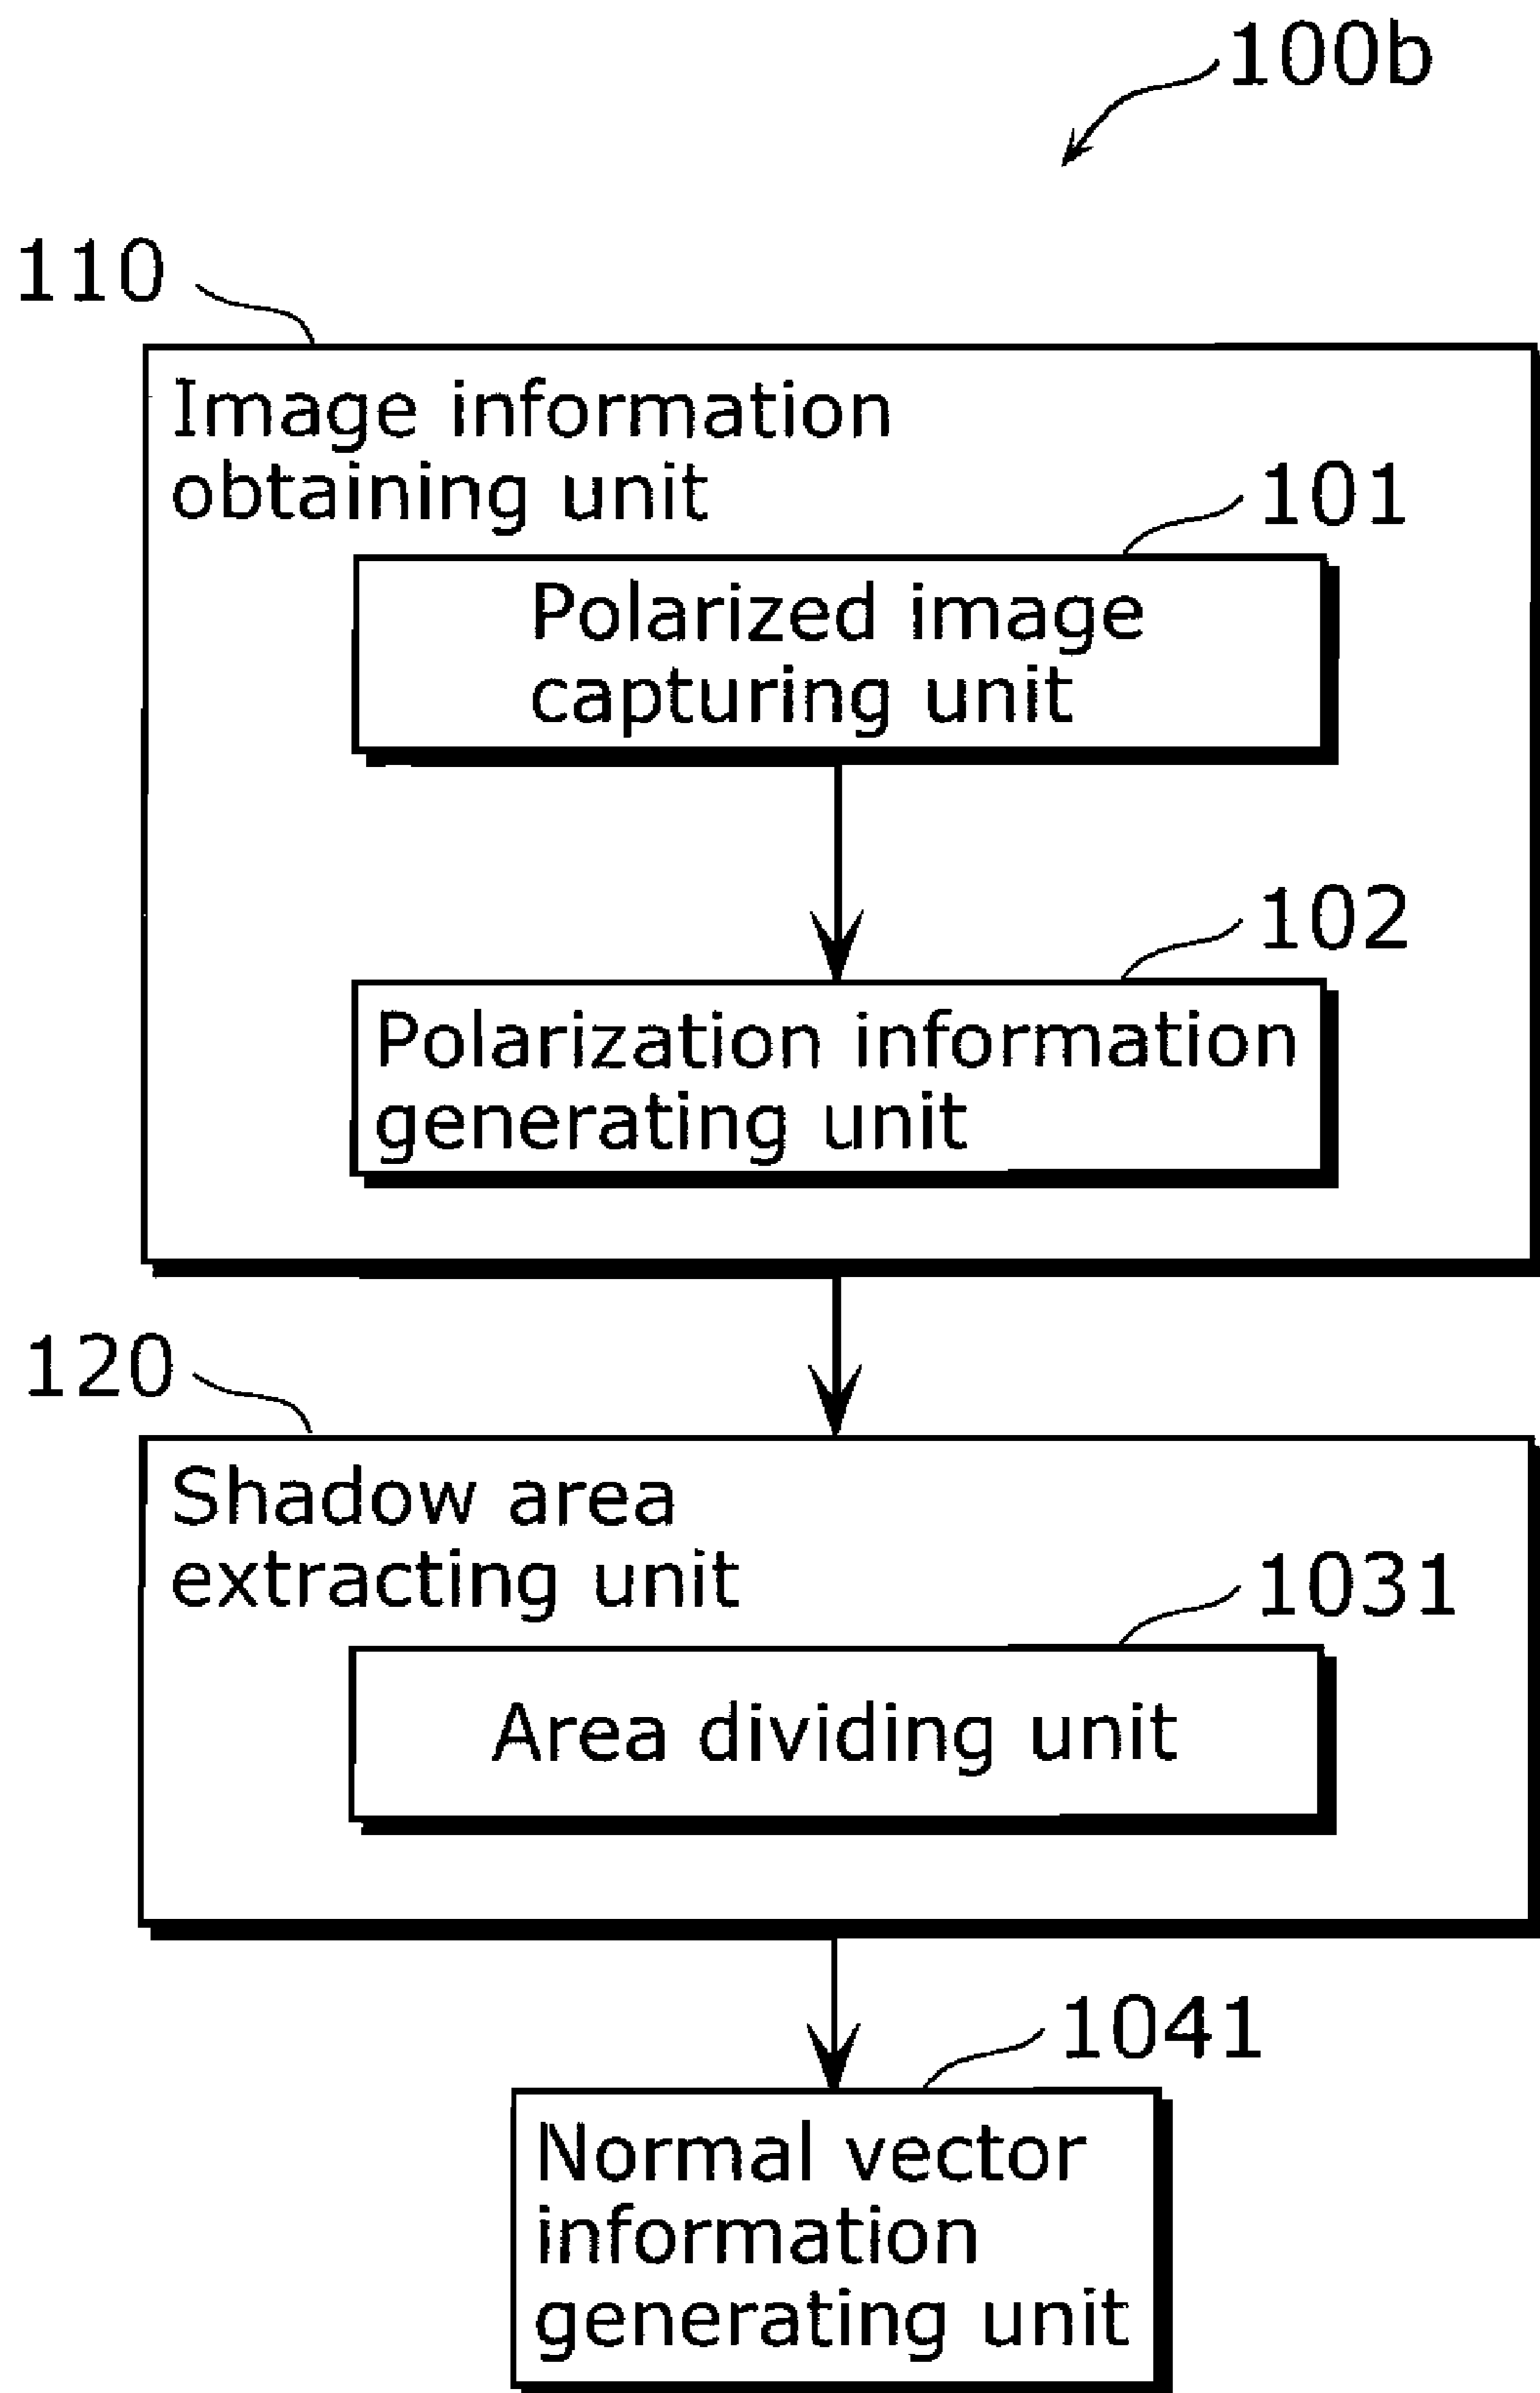 100b
110
Image information
obtaining unit
101
Polarized image
capturing unit
102
Polarization information
generating unit
120
Shadow area
extracting unit
1031
Area dividing unit
1041
Normal vector
information
generating unit